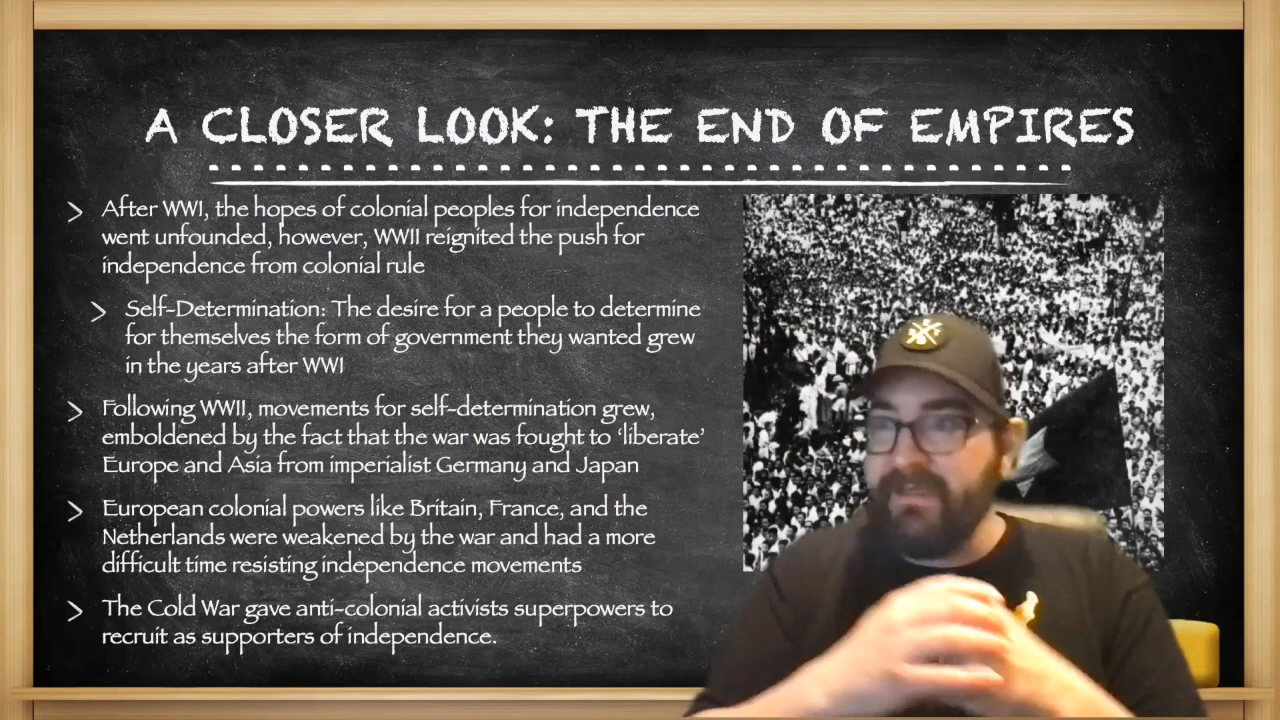 A CLOSER LOOK: THE END OF EMPIRES
> After WWI, the hopes of colonial peoples for independence
went unfounded, however, WWII reignited the push for
independence from colonial rule
> Self-Determination: The desire for a people to determine
for themselves the form of government they wanted grew
in the years after WWI
> Following WWII, movements for self-determination grew,
emboldened by the fact that the war was fought to ‘liberate’
Europe and Asia from imperialist Germany and Japan
> European colonial powers like Britain, France, and the
Netherlands were weakened by the war and had a more
difficult time resisting independence movements
> The Cold War gave anti-colonial activists superpowers to
recruit as supporters of independence.